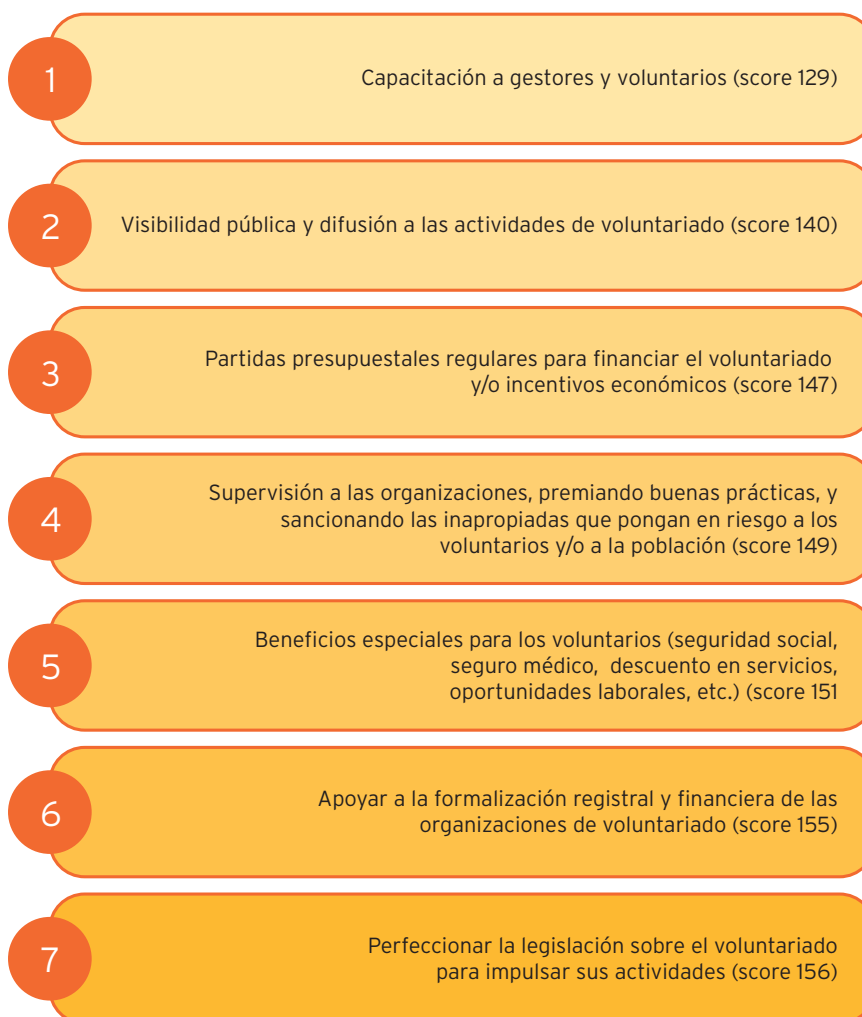 1
Capacitación a gestores y voluntarios (score 129)
2
Visibilidad pública y difusión a las actividades de voluntariado (score 140)
3
Partidas presupuestales regulares para financiar el voluntariado
y/o incentivos económicos (score 147)
4
Supervisión a las organizaciones, premiando buenas prácticas, y
sancionando las inapropiadas que pongan en riesgo a los
voluntarios y/o a la población (score 149)
5
Beneficios especiales para los voluntarios (seguridad social,
seguro médico, descuento en servicios,
oportunidades laborales, etc.) (score 151
6
Apoyar a la formalización registral y financiera de las
organizaciones de voluntariado (score 155)
7
Perfeccionar la legislación sobre el voluntariado
para impulsar sus actividades (score 156)